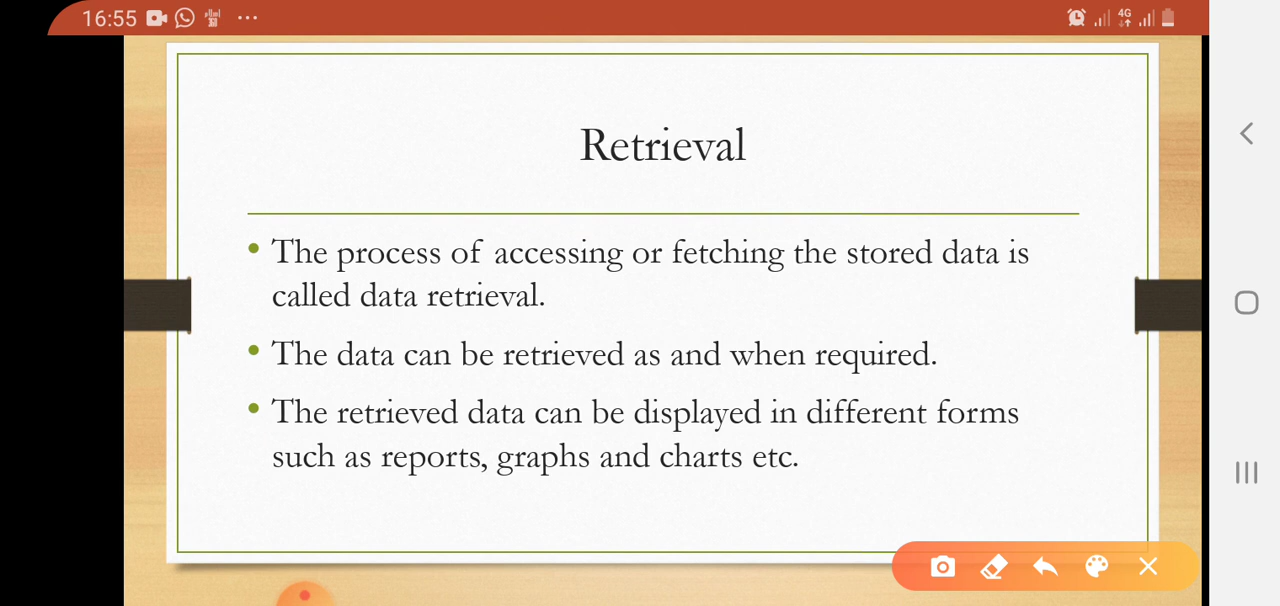 16:55
4G
Retrieval
• The process of accessing or fetching the stored data is
called data retrieval.
• The data can be retrieved as and when required.
• The retrieved data can be displayed in different forms
such as reports, graphs and charts etc.